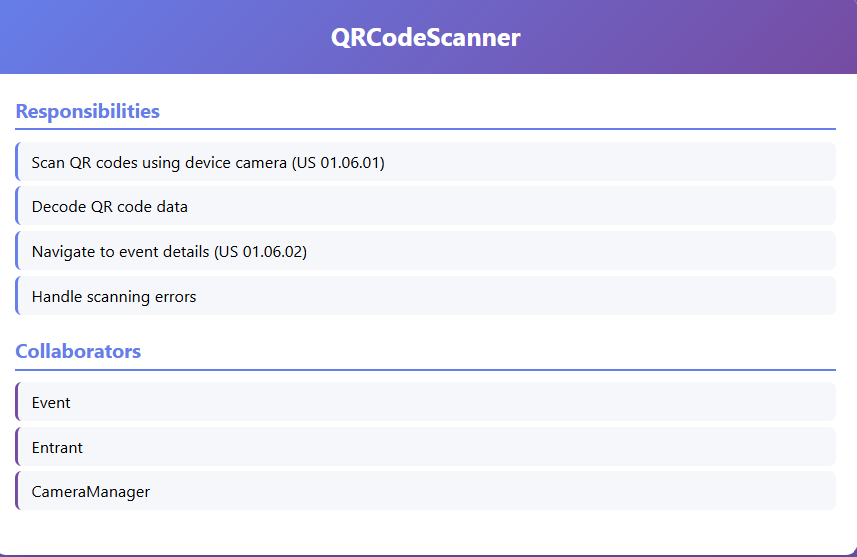 QRCodeScanner
Responsibilities
Scan QR codes using device camera (US 01.06.01)
Decode QR code data
Navigate to event details (US 01.06.02)
Handle scanning errors
Collaborators
Event
Entrant
CameraManager